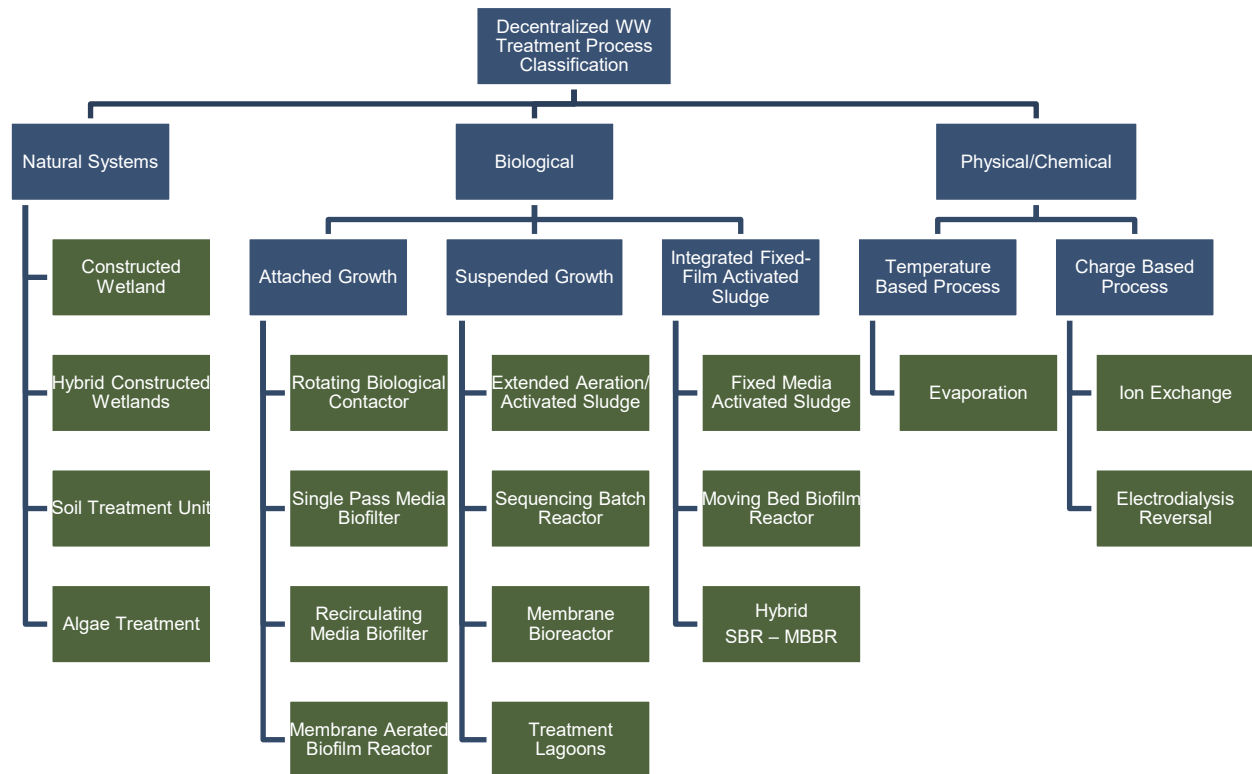 Decentralized WW
Treatment Process
Classification
Natural Systems
Biological
Physical/Chemical
Constructed
Wetland
Attached Growth
Suspended Growth
Integrated Fixed-
Film Activated
Sludge
Temperature
Based Process
Charge Based
Process
Hybrid Constructed
Wetlands
Rotating Biological
Contactor
Extended Aeration/
Activated Sludge
Fixed Media
Activated Sludge
Evaporation
Ion Exchange
Soil Treatment Unit
Single Pass Media
Biofilter
Sequencing Batch
Reactor
Moving Bed Biofilm
Reactor
Electrodialysis
Reversal
Algae Treatment
Recirculating
Media Biofilter
Membrane
Bioreactor
Hybrid
SBR – MBBR
Membrane Aerated
Biofilm Reactor
Treatment
Lagoons